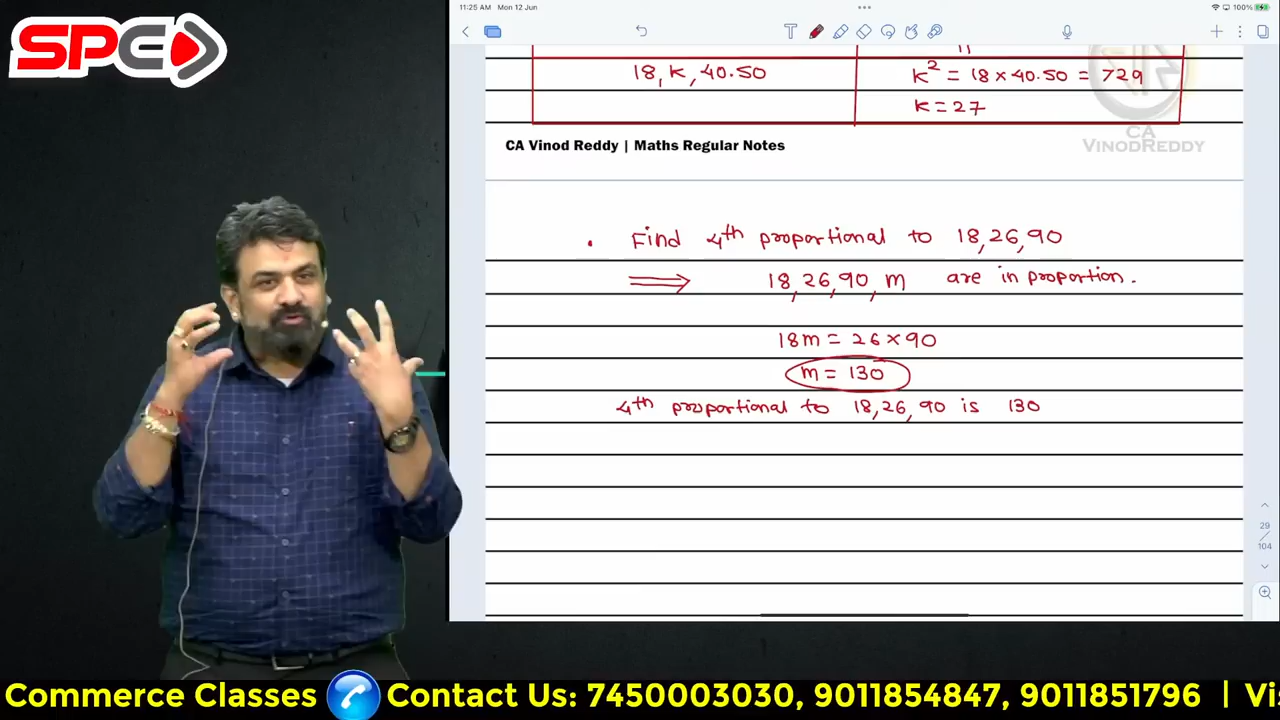 11:25 AM Mon 12 Jun
100%
SPC
T
18, K, 40.50
K² = 18 × 40.50 = 729
K = 27
CA Vinod Reddy | Maths Regular Notes
CA
VINODREDDY
. Find 4th proportional to 18, 26, 90
⟹ 18, 26, 90, m are in proportion.
18m = 26 × 90
m = 130
4th proportional to 18, 26, 90 is 130
29
/
104
Commerce Classes Contact Us: 7450003030, 9011854847, 9011851796 | Vi